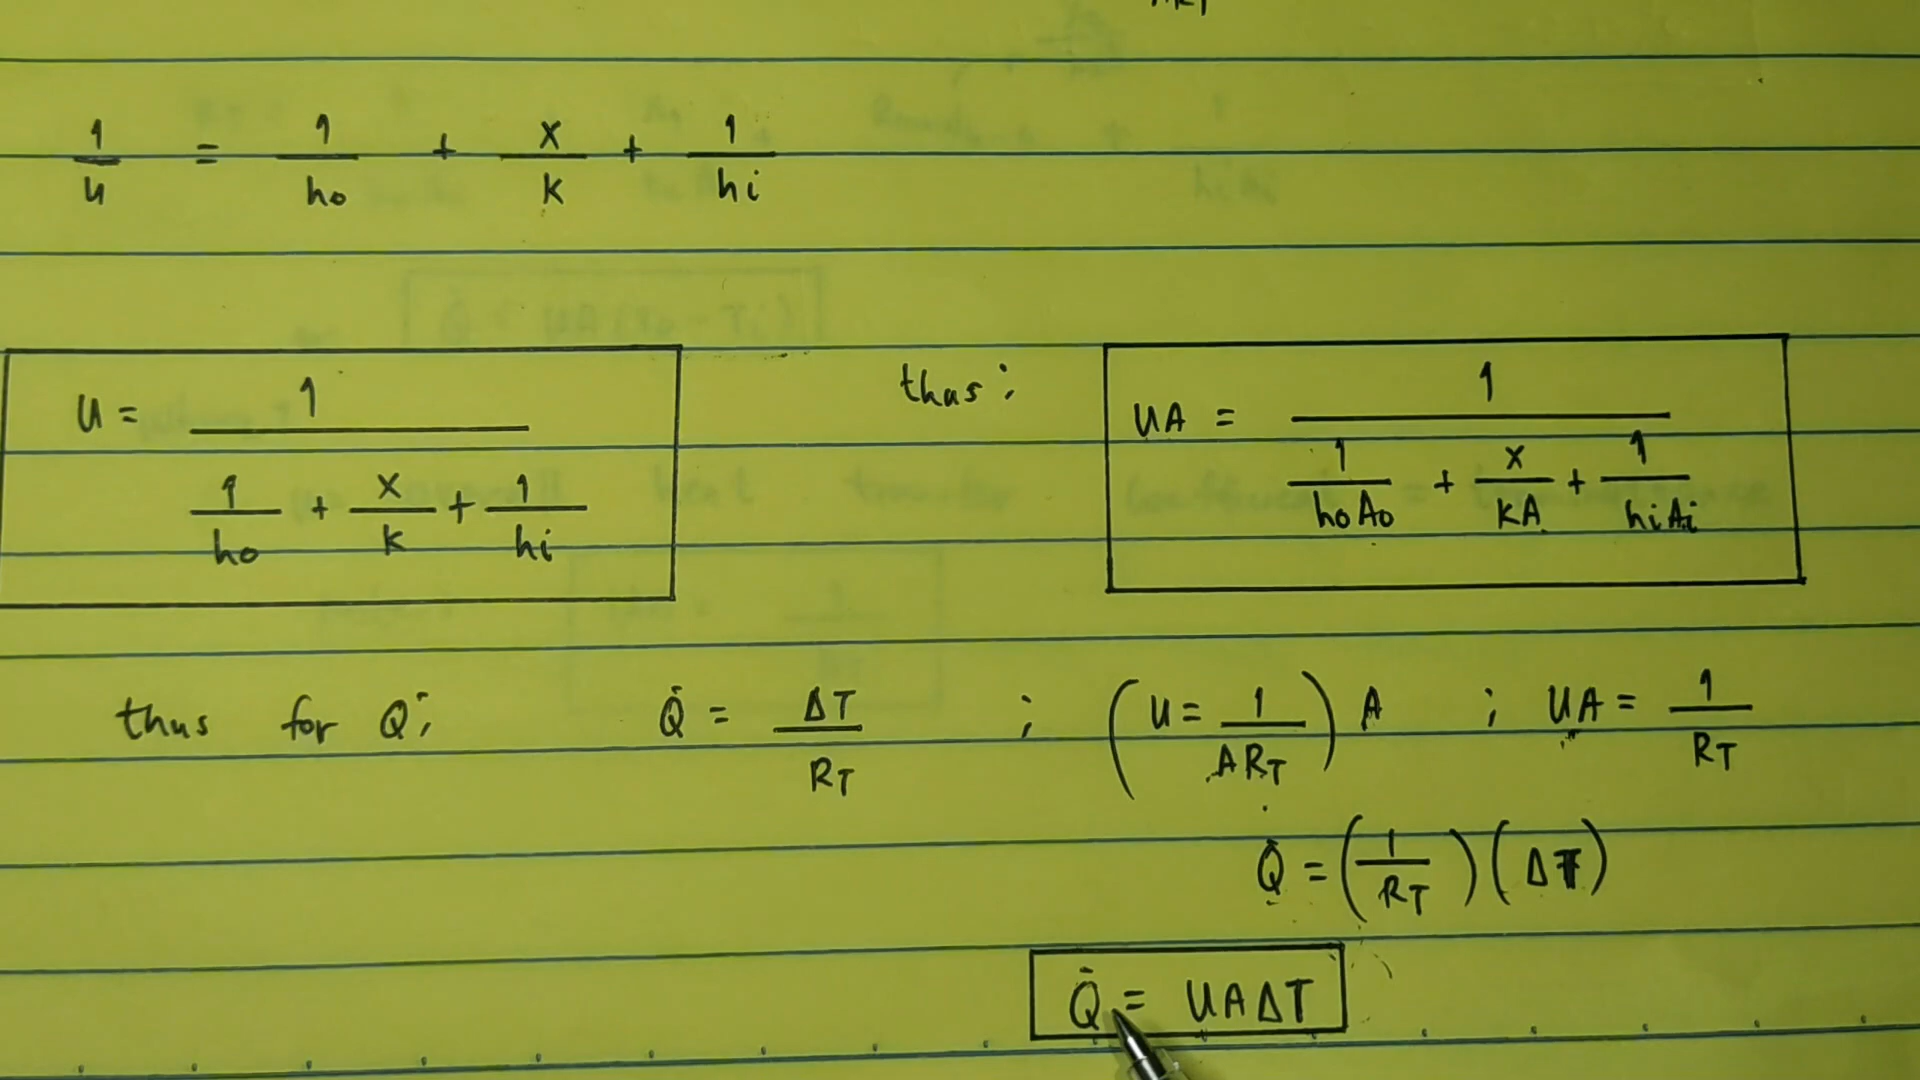 1/U = 1/ho + x/k + 1/hi
U = 1/(1/ho + x/k + 1/hi)
thus:
UA = 1/(1/hoAo + x/kA + 1/hiAi)
thus for Q; Q̇ = ΔT/RT ; (U = 1/ART) A ; UA = 1/RT
Q̇ = (1/RT)(ΔT)
Q̇ = UAΔT